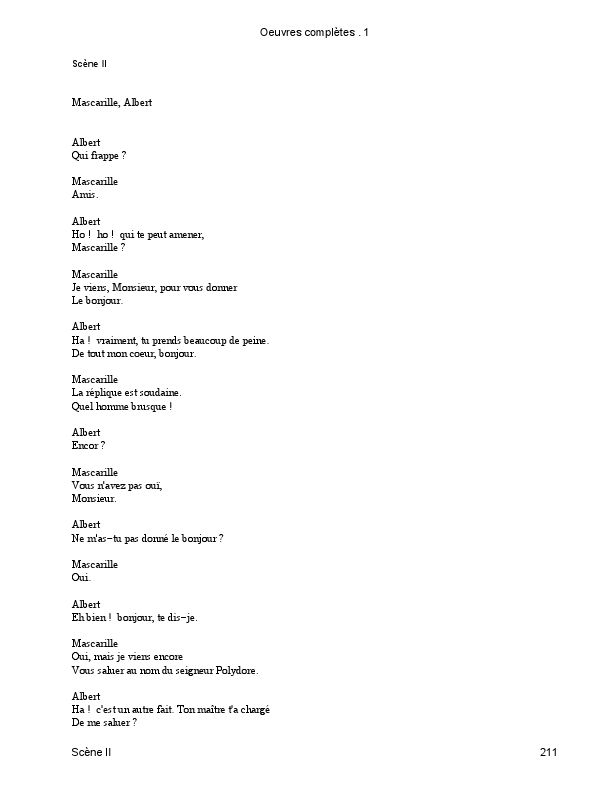 Oeuvres complètes . 1
Scène II
Mascarille, Albert
Albert
Qui frappe ?
Mascarille
Amis.
Albert
Ho ! ho ! qui te peut amener,
Mascarille ?
Mascarille
Je viens, Monsieur, pour vous donner
Le bonjour.
Albert
Ha ! vraiment, tu prends beaucoup de peine.
De tout mon coeur, bonjour.
Mascarille
La réplique est soudaine.
Quel homme brusque !
Albert
Encor ?
Mascarille
Vous n'avez pas ouï,
Monsieur.
Albert
Ne m'as−tu pas donné le bonjour ?
Mascarille
Oui.
Albert
Eh bien ! bonjour, te dis−je.
Mascarille
Oui, mais je viens encore
Vous saluer au nom du seigneur Polydore.
Albert
Ha ! c'est un autre fait. Ton maître t'a chargé
De me saluer ?
Scène II 211